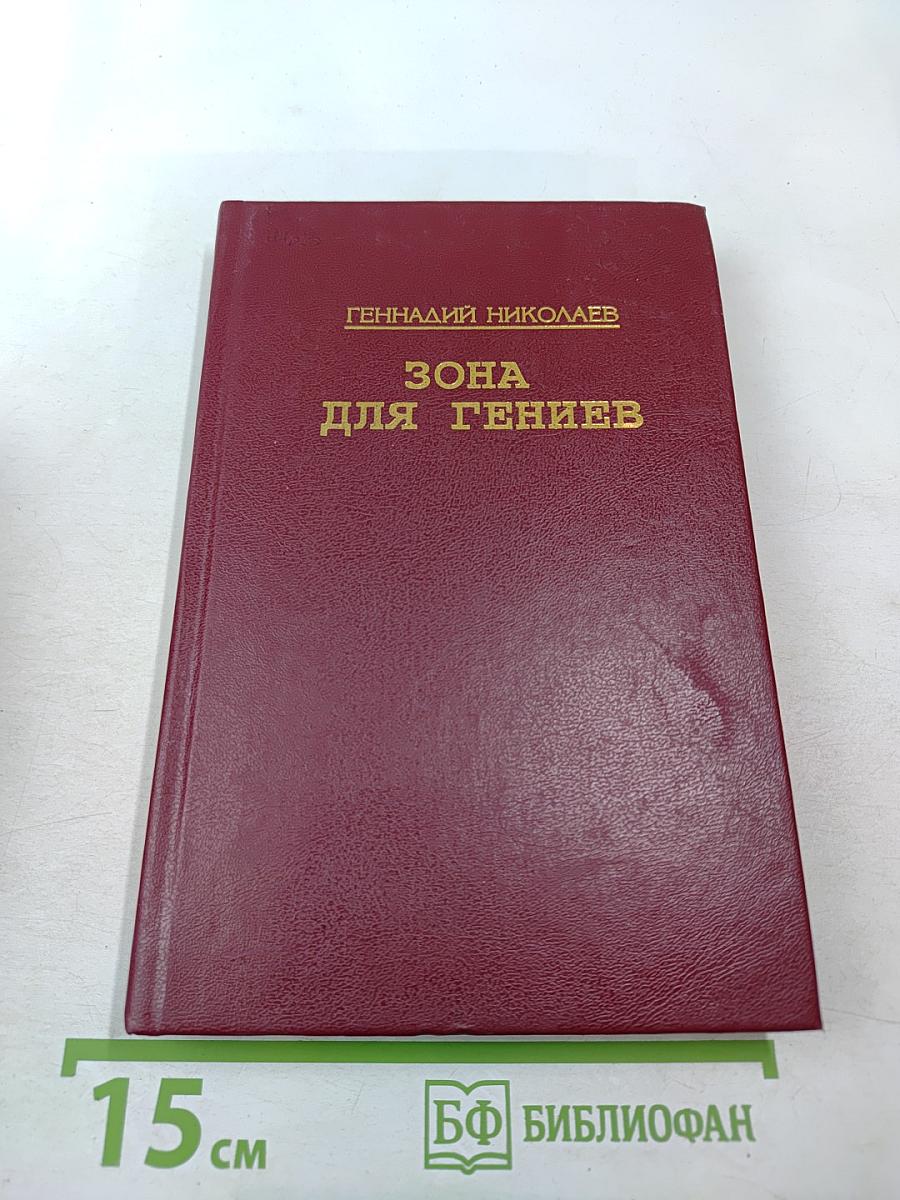 ГЕННАДИЙ НИКОЛАЕВ
ЗОНА
ДЛЯ ГЕНИЕВ
15 см
БФ БИБЛИОФАН